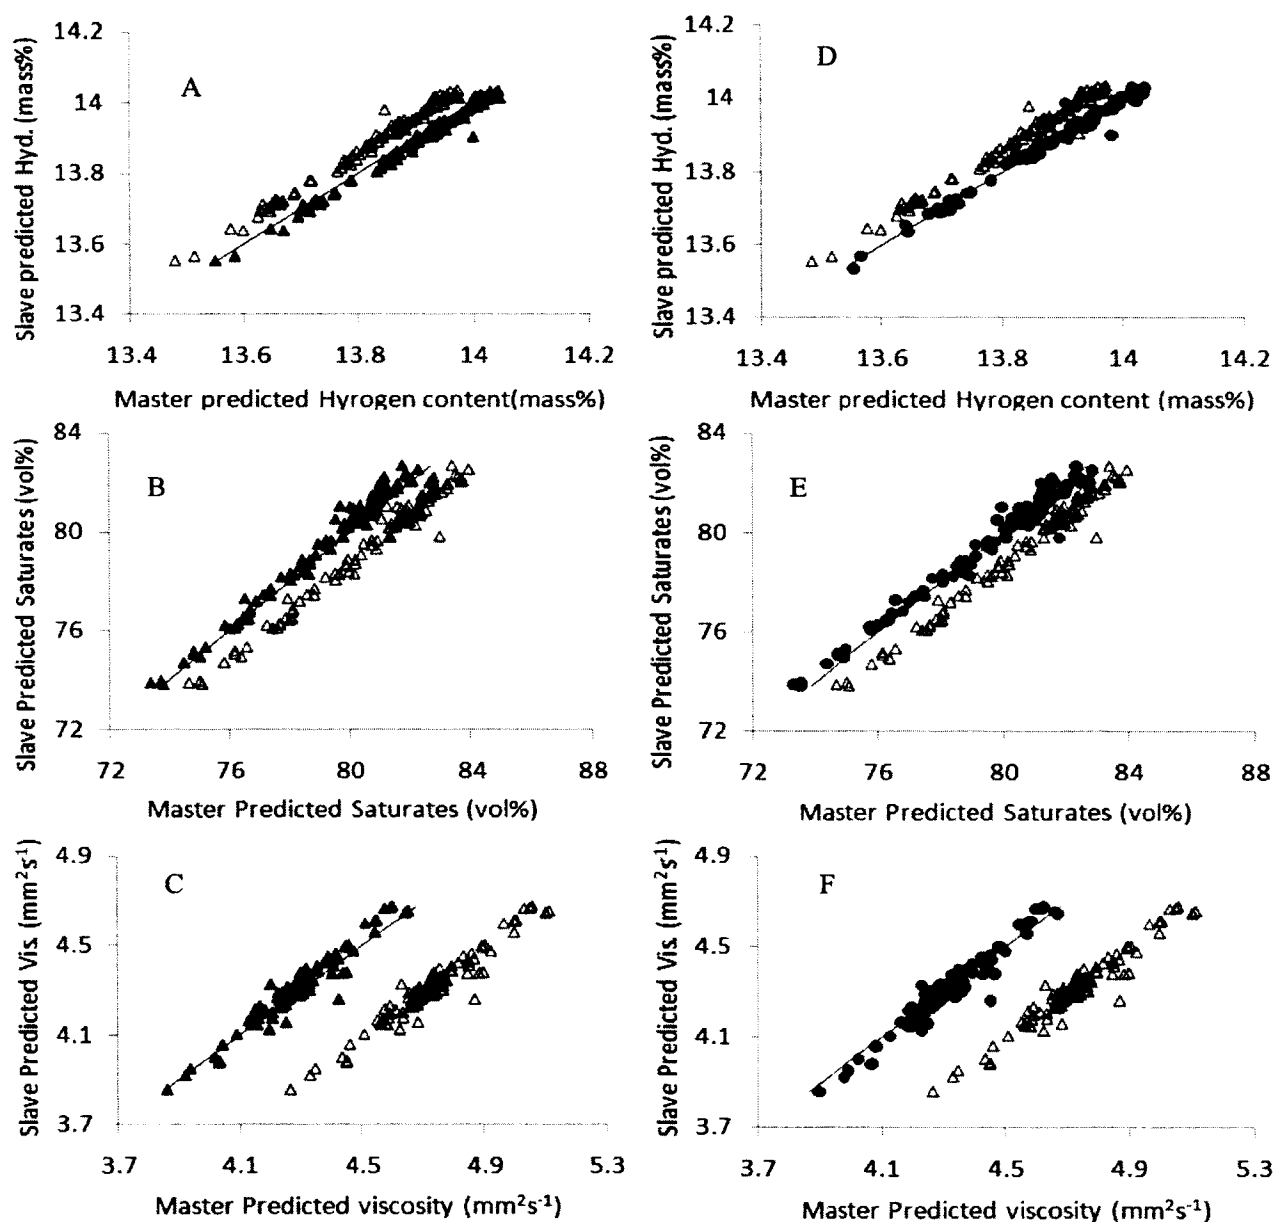 A
Slave predicted Hyd. (mass%)
14.2
14
13.8
13.6
13.4
13.4 13.6 13.8 14 14.2
Master predicted Hyrogen content(mass%)
D
Slave predicted Hyd. (mass%)
14.2
14
13.8
13.6
13.4
13.4 13.6 13.8 14 14.2
Master predicted Hyrogen content (mass%)
B
Slave Predicted Saturates (vol%)
84
80
76
72
72 76 80 84 88
Master Predicted Saturates (vol%)
E
Slave Predicted Saturates (vol%)
84
80
76
72
72 76 80 84 88
Master Predicted Saturates (vol%)
C
Slave Predicted Vis. (mm²s⁻¹)
4.9
4.5
4.1
3.7
3.7 4.1 4.5 4.9 5.3
Master Predicted viscosity (mm²s⁻¹)
F
Slave Predicted Vis. (mm²s⁻¹)
4.9
4.5
4.1
3.7
3.7 4.1 4.5 4.9 5.3
Master Predicted viscosity (mm²s⁻¹)